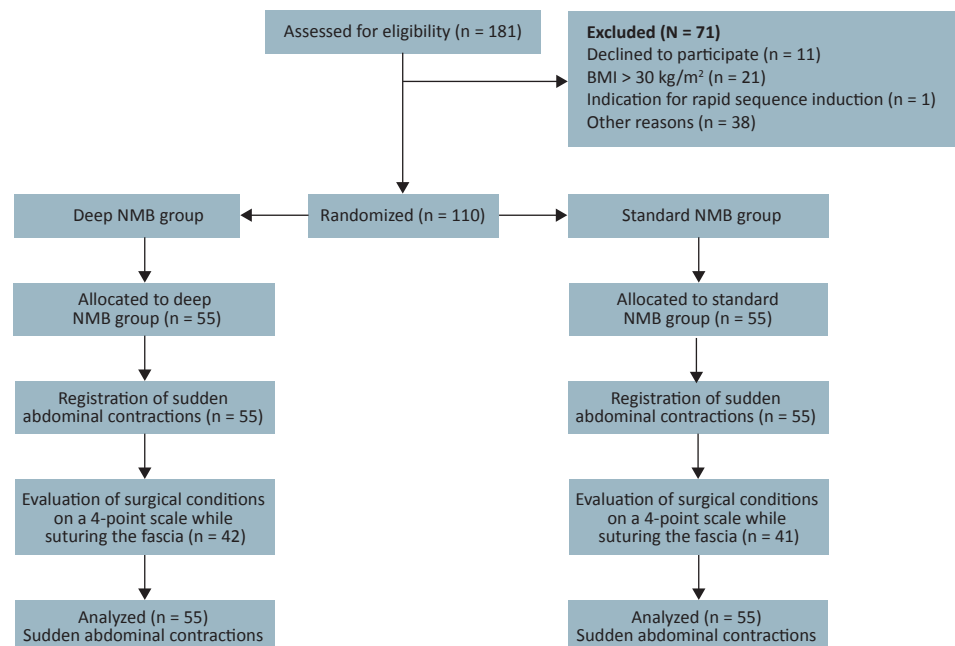 Assessed for eligibility (n = 181)
Excluded (N = 71)
Declined to participate (n = 11)
BMI > 30 kg/m² (n = 21)
Indication for rapid sequence induction (n = 1)
Other reasons (n = 38)
Deep NMB group
Randomized (n = 110)
Standard NMB group
Allocated to deep
NMB group (n = 55)
Allocated to standard
NMB group (n = 55)
Registration of sudden
abdominal contractions (n = 55)
Registration of sudden
abdominal contractions (n = 55)
Evaluation of surgical conditions
on a 4-point scale while
suturing the fascia (n = 42)
Evaluation of surgical conditions
on a 4-point scale while
suturing the fascia (n = 41)
Analyzed (n = 55)
Sudden abdominal contractions
Analyzed (n = 55)
Sudden abdominal contractions